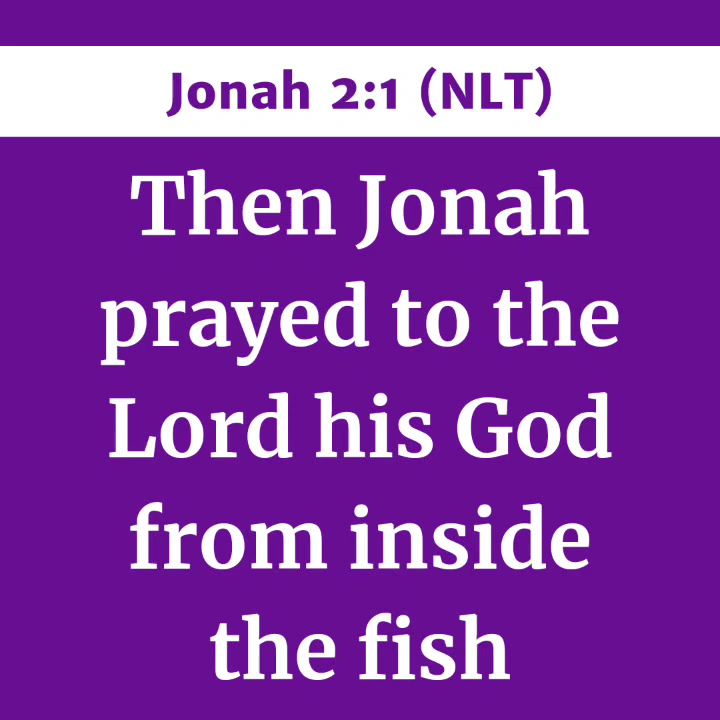 Jonah 2:1 (NLT)
Then Jonah
prayed to the
Lord his God
from inside
the fish